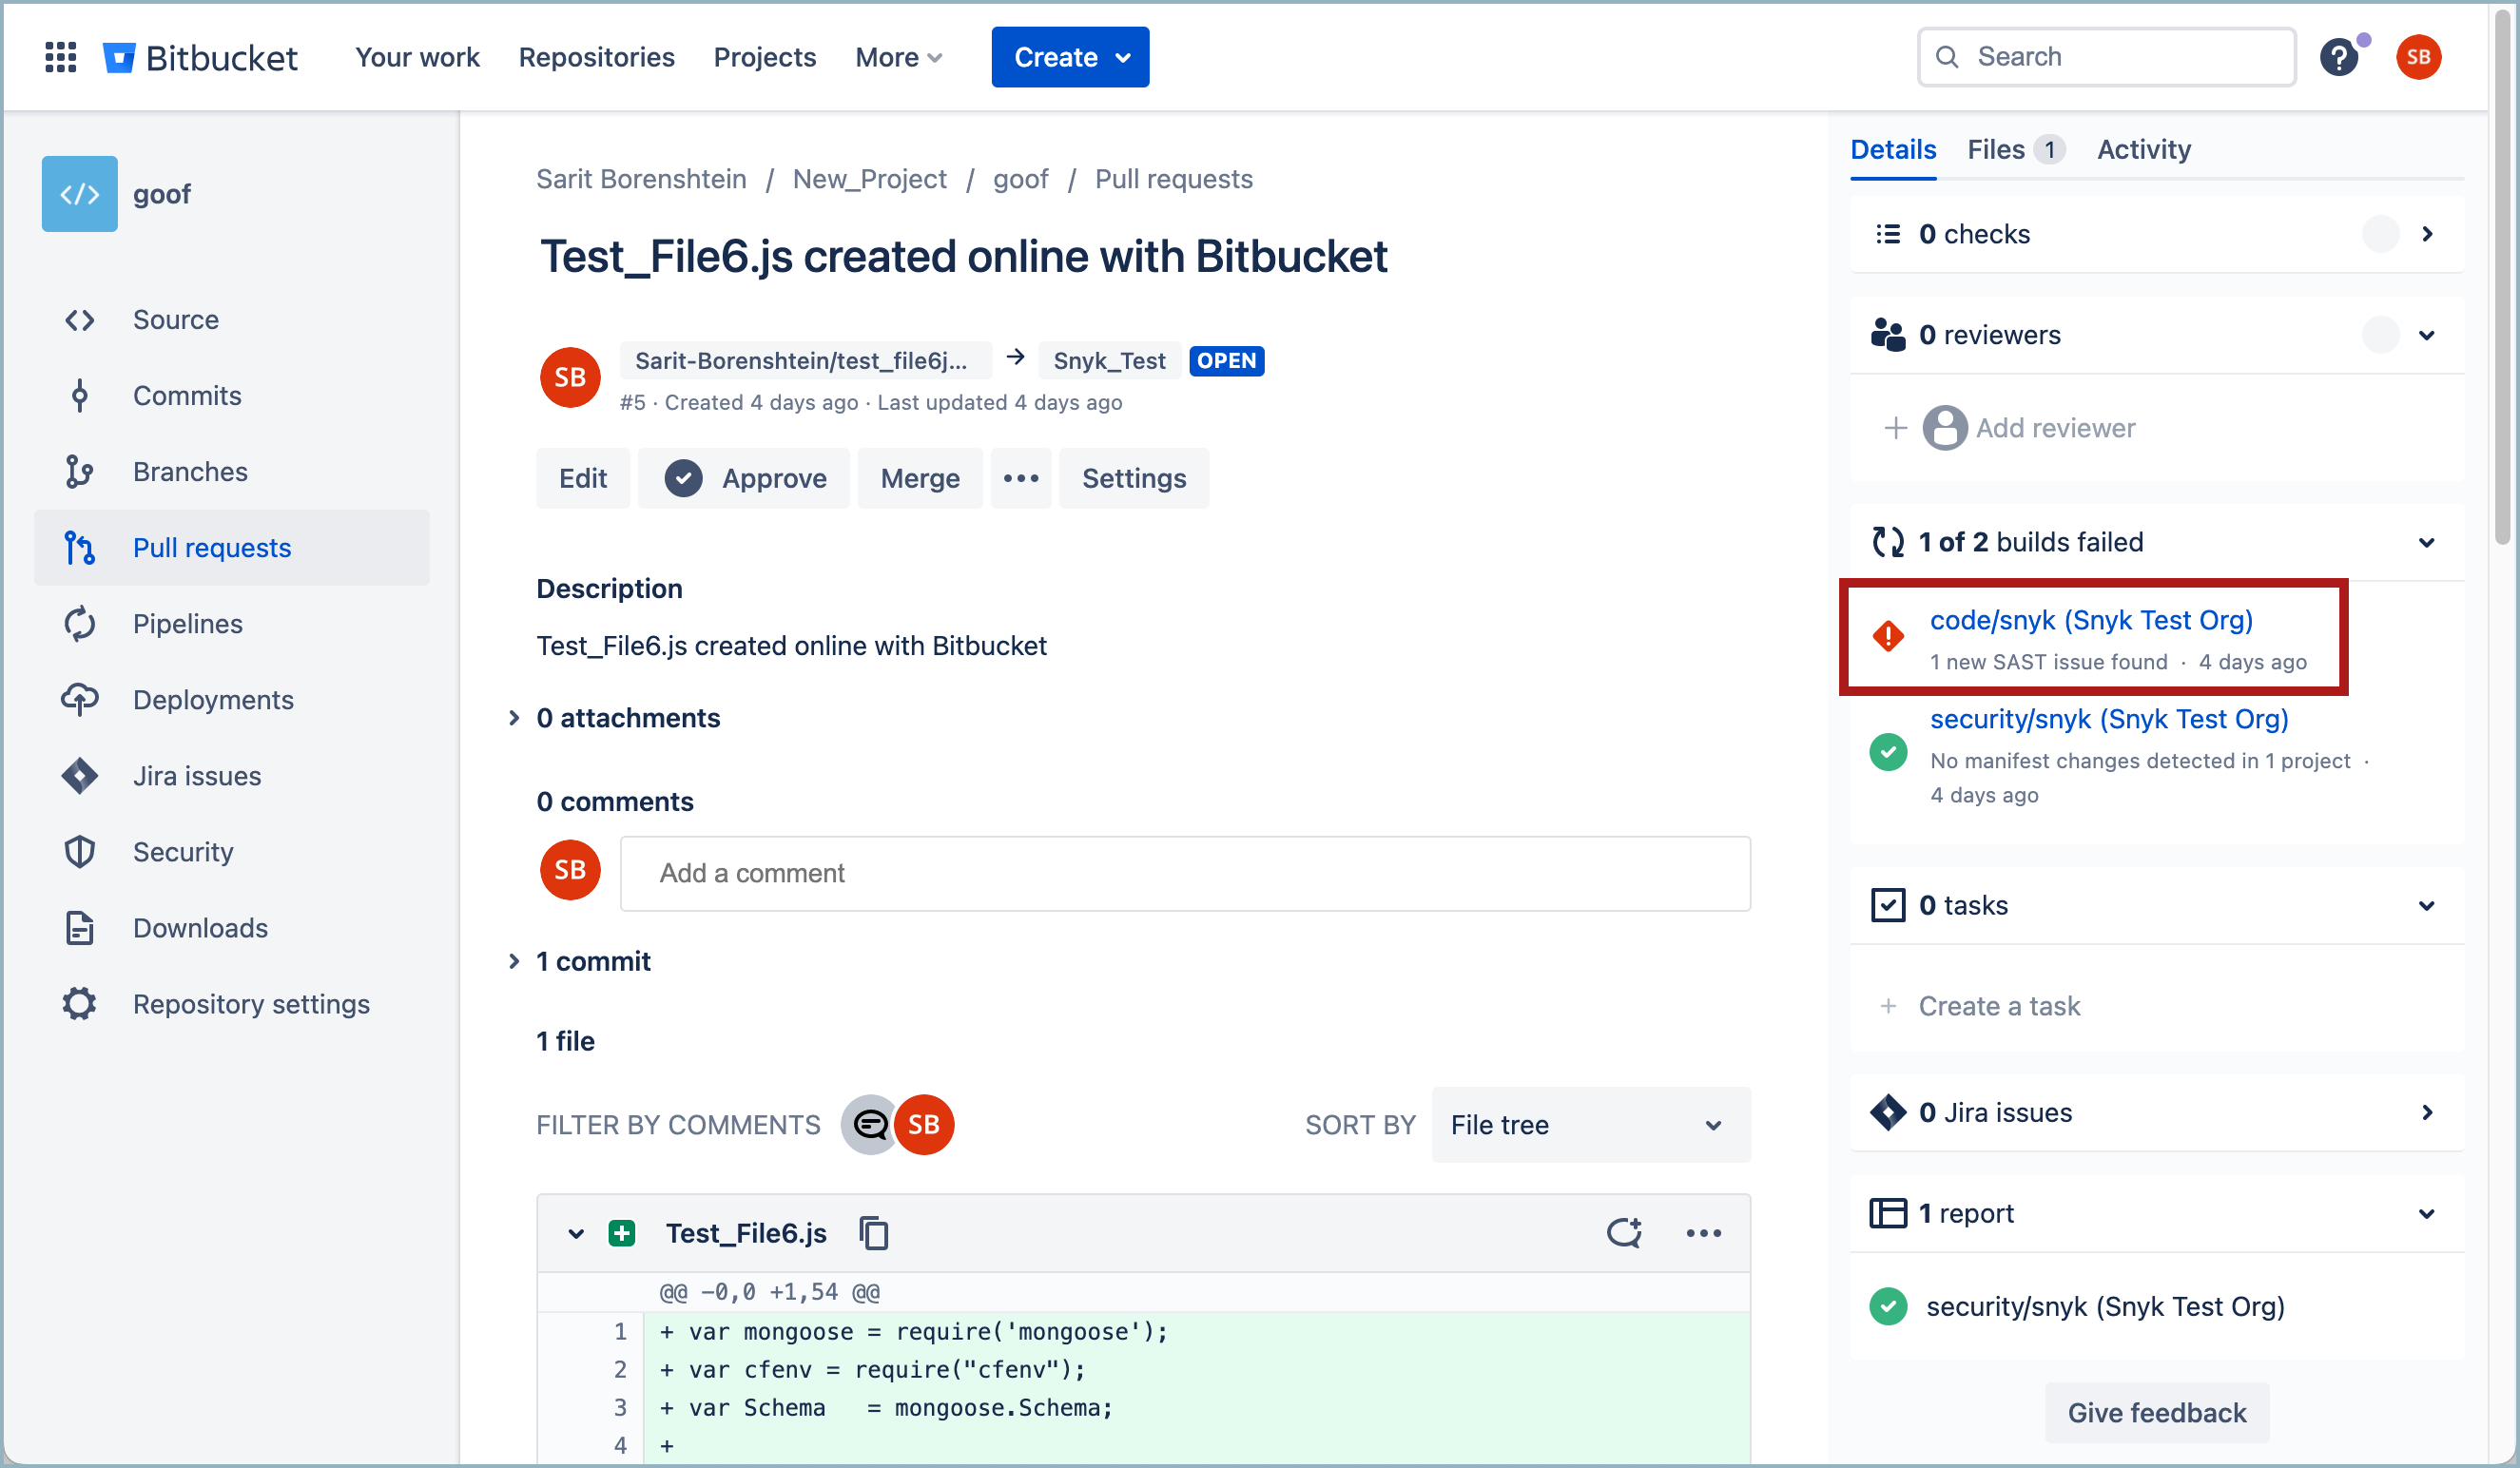 Bitbucket
Your work
Repositories
Projects
More
Create
Search
SB
</>
goof
Source
Commits
Branches
Pull requests
Pipelines
Deployments
Jira issues
Security
Downloads
Repository settings
Sarit Borenshtein / New_Project / goof / Pull requests
Test_File6.js created online with Bitbucket
SB
Sarit-Borenshtein/test_file6j... → Snyk_Test OPEN
#5 · Created 4 days ago · Last updated 4 days ago
Edit
Approve
Merge
Settings
Description
Test_File6.js created online with Bitbucket
0 attachments
0 comments
SB
Add a comment
1 commit
1 file
FILTER BY COMMENTS
SB
SORT BY
File tree
Test_File6.js
@@ -0,0 +1,54 @@
1 + var mongoose = require('mongoose');
2 + var cfenv = require("cfenv");
3 + var Schema   = mongoose.Schema;
4 +
Details
Files 1
Activity
0 checks
0 reviewers
Add reviewer
1 of 2 builds failed
code/snyk (Snyk Test Org)
1 new SAST issue found · 4 days ago
security/snyk (Snyk Test Org)
No manifest changes detected in 1 project ·
4 days ago
0 tasks
+ Create a task
0 Jira issues
1 report
security/snyk (Snyk Test Org)
Give feedback